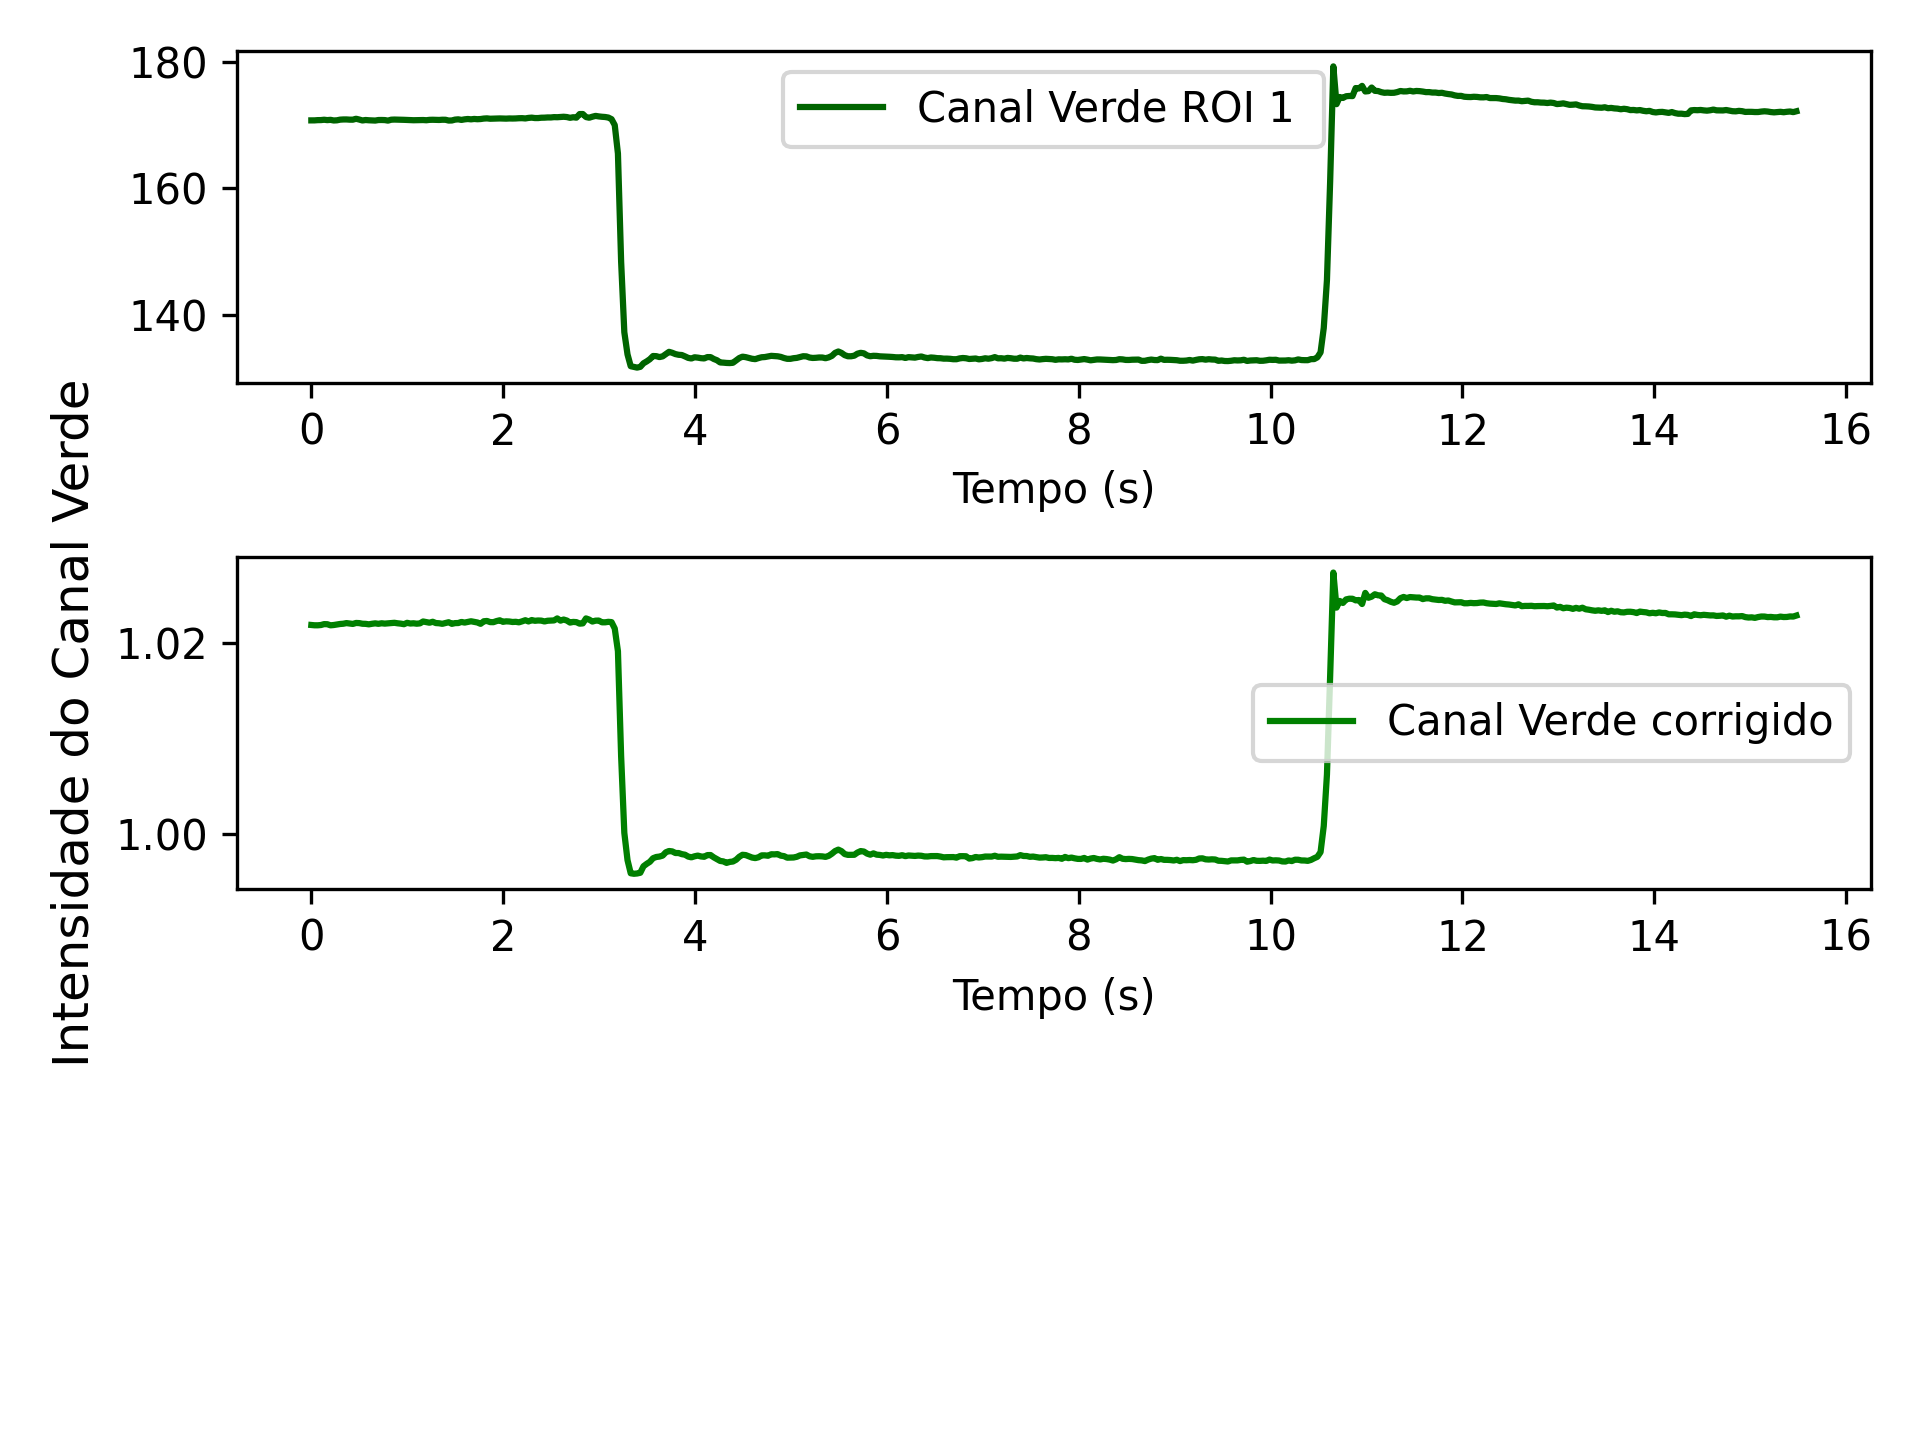 Intensidade do Canal Verde
180
160
140
Canal Verde ROI 1
0 2 4 6 8 10 12 14 16
Tempo (s)
1.02
1.00
Canal Verde corrigido
0 2 4 6 8 10 12 14 16
Tempo (s)